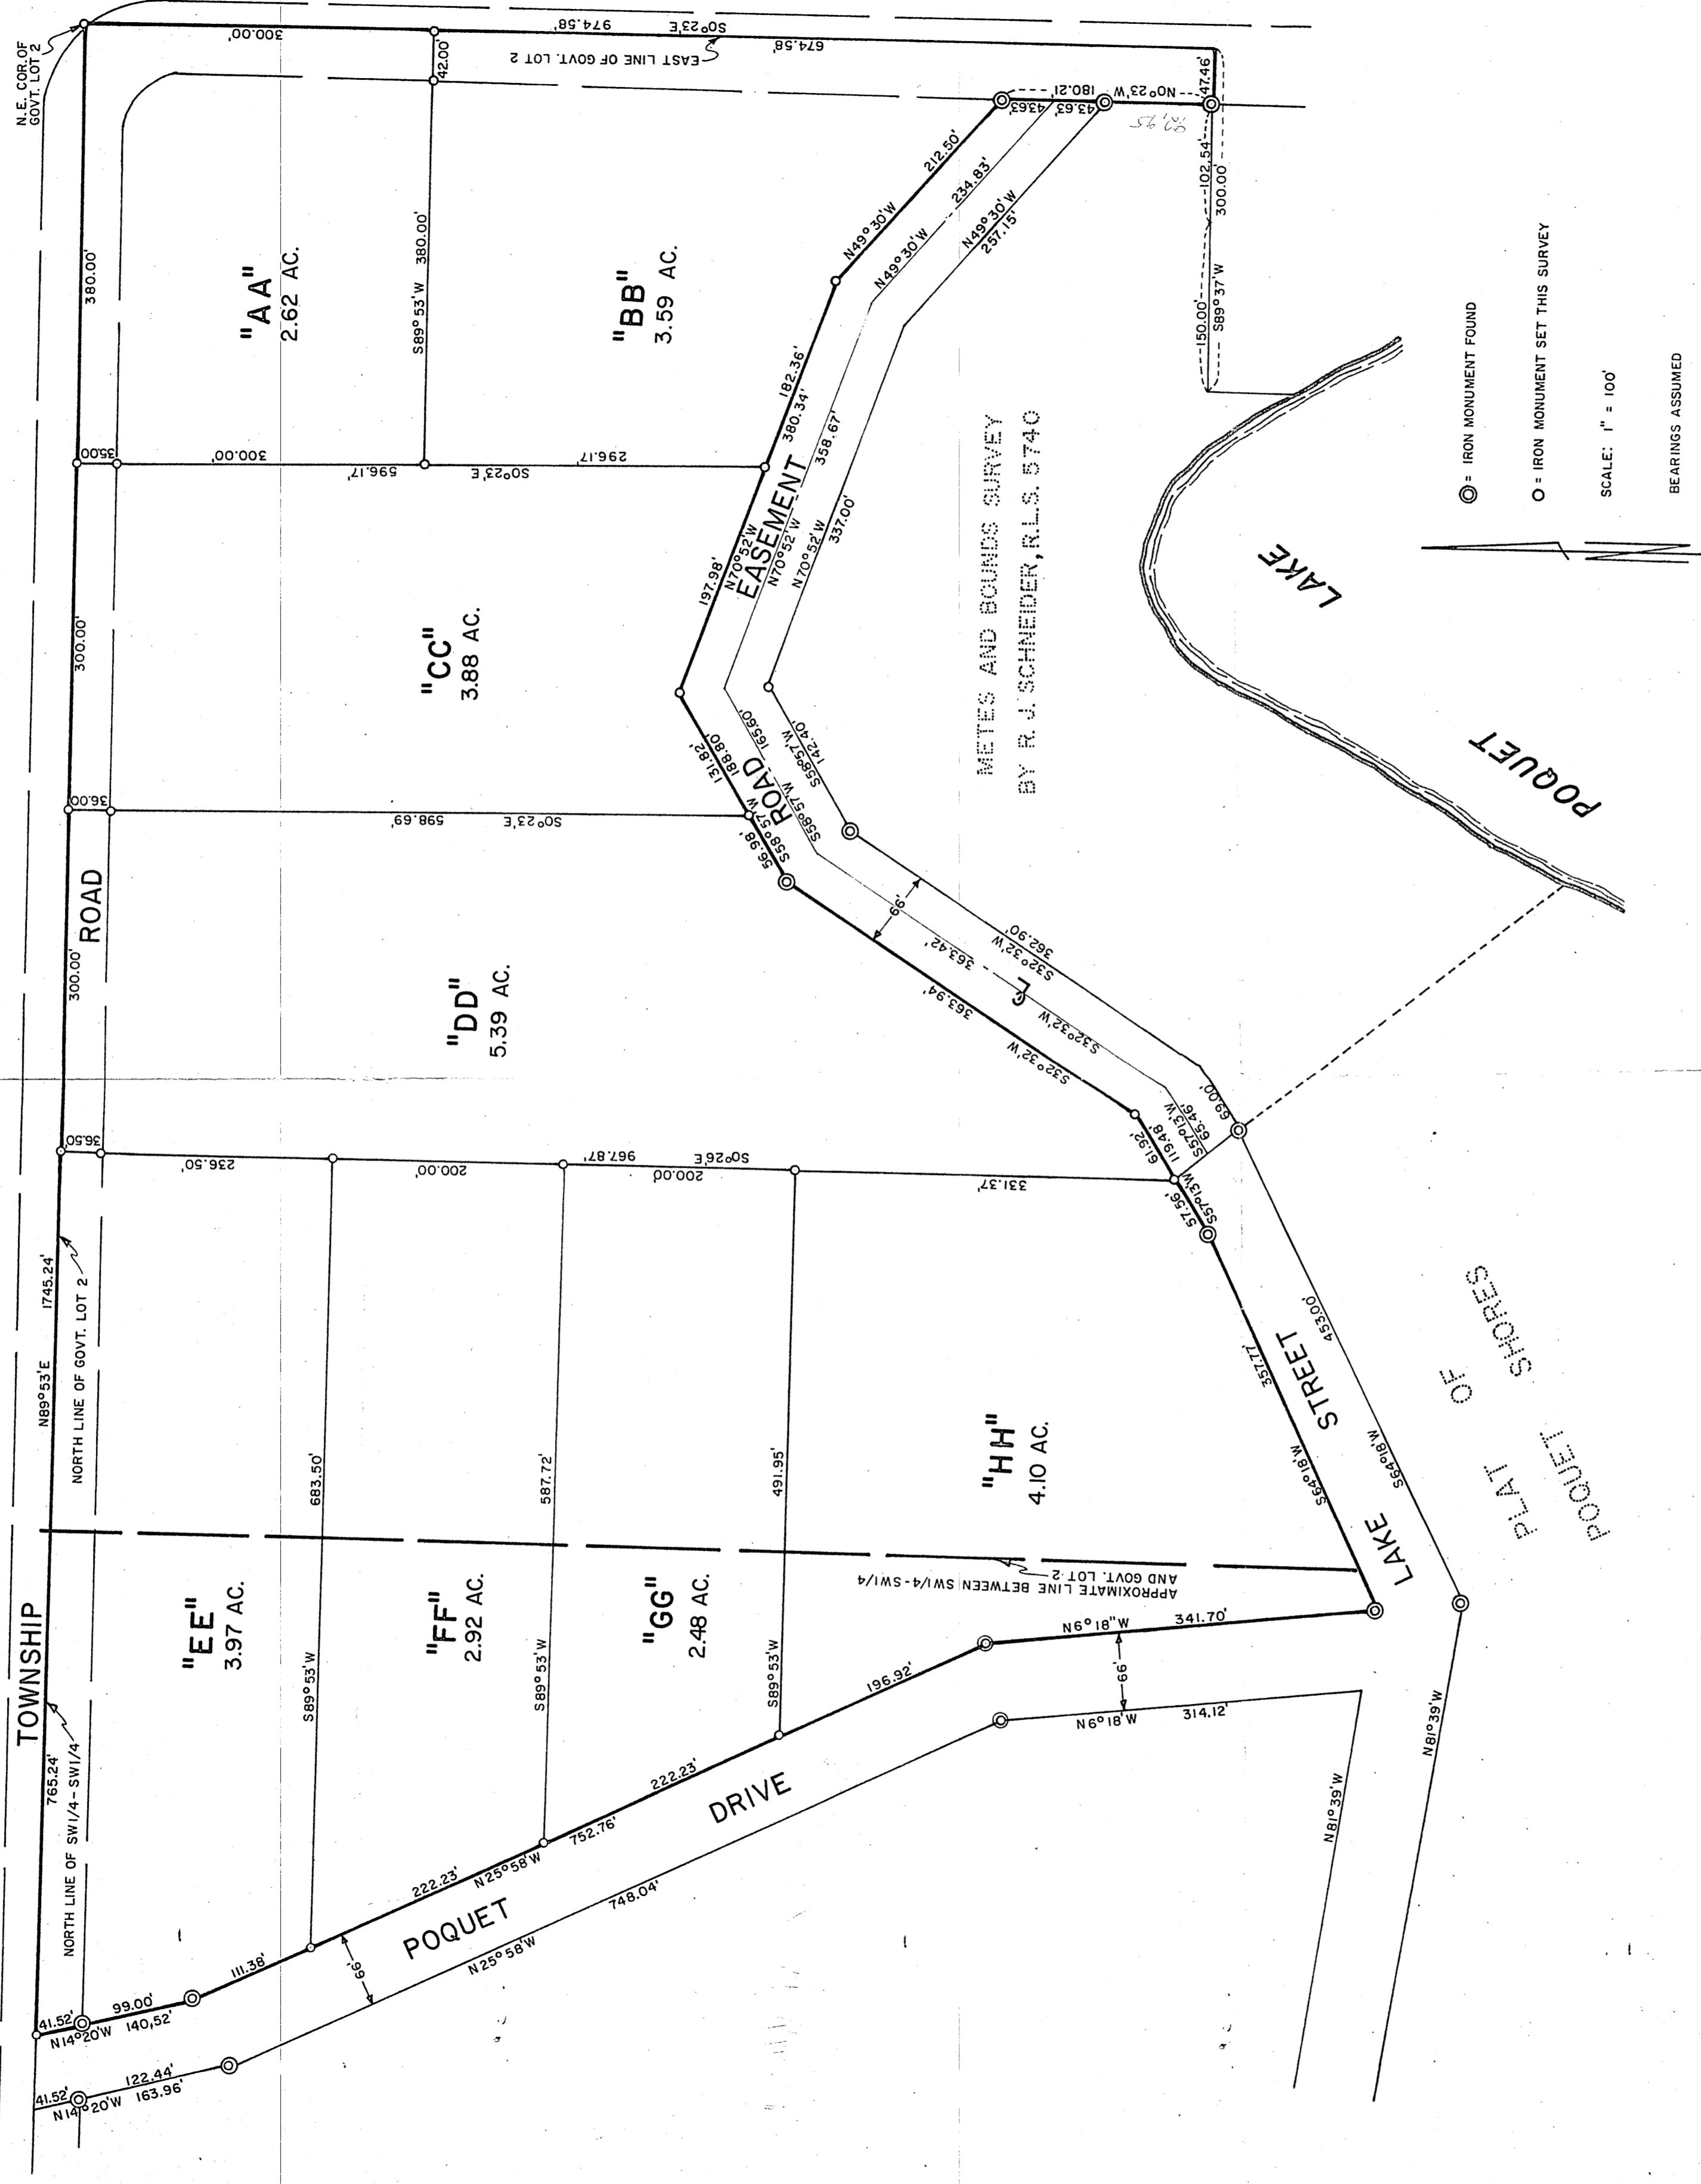 N.E. COR. OF
GOVT. LOT 2
TOWNSHIP
ROAD
765.24'
N89°53'E
1745.24'
300.00'
300.00'
380.00'
NORTH LINE OF SW1/4 - SW1/4
NORTH LINE OF GOVT. LOT 2
36.50'
36.00'
35.00'
S0°23'E
974.58'
300.00'
674.58'
EAST LINE OF GOVT. LOT 2
42.00'
"AA"
2.62 AC.
S89°53'W 380.00'
"BB"
3.59 AC.
300.00'
596.17'
S0°23'E
296.17'
"CC"
3.88 AC.
598.69'
S0°23'E
"DD"
5.39 AC.
236.50'
200.00'
967.87'
S0°26'E
200.00
331.37'
"EE"
3.97 AC.
S89°53'W
683.50'
"FF"
2.92 AC.
S89°53'W
587.72'
"GG"
2.48 AC.
S89°53'W
491.95'
"HH"
4.10 AC.
APPROXIMATE LINE BETWEEN SW1/4-SW1/4
AND GOVT. LOT 2
41.52'
99.00'
N14°20'W 140,52'
111.38'
222.23'
N25°58'W
752.76'
222.23'
196.92'
N6°18"W
341.70'
66'
41.52'
122.44'
N14°20'W 163.96'
66'
POQUET
DRIVE
N25°58'W
748.04'
N6°18'W
314.12'
N81°39'W
N81°39'W
LAKE
STREET
S64°18'W
357.77'
S64°18'W
453.00'
57.56'
S57°13'W
61.92'
119.48'
S57°13'W
65.46'
69.00'
S32°32'W
363.94'
S32°32'W
363.42'
S32°32'W
362.90'
66'
56.98'
S58°57'W
131.82'
188.80'
ROAD
EASEMENT
S58°57'W
165.60'
S58°57'W
142.40'
197.98'
N70°52'W
380.34'
182.36'
N70°52'W
358.67'
N70°52'W
337.00'
N49°30'W
212.50'
N49°30'W
234.83'
N49°30'W
257.15'
43.63'
43.63'
180.21'
N0°23'W
92.95
47.46'
102.54'
300.00'
150.00'
S89°37'W
METES AND BOUNDS SURVEY
BY R. J. SCHNEIDER, R.L.S. 5740
PLAT OF
POQUET SHORES
POQUET
LAKE
= IRON MONUMENT FOUND
= IRON MONUMENT SET THIS SURVEY
SCALE: 1" = 100'
BEARINGS ASSUMED